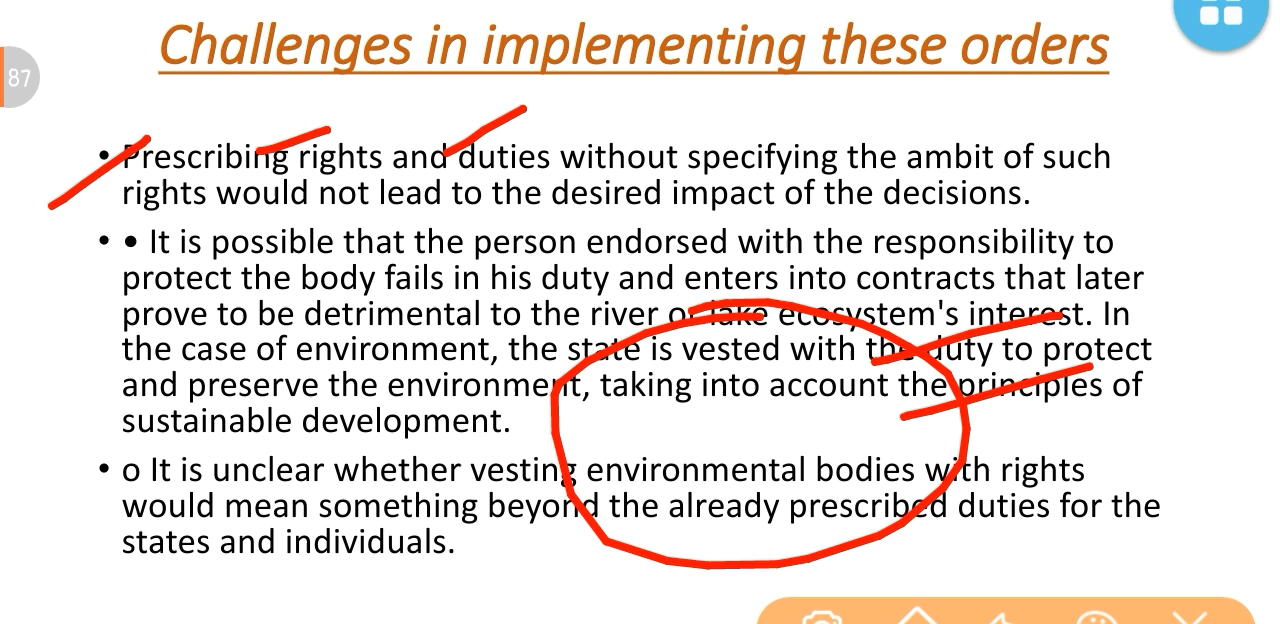 Challenges in implementing these orders
87
• Prescribing rights and duties without specifying the ambit of such
rights would not lead to the desired impact of the decisions.
• • It is possible that the person endorsed with the responsibility to
protect the body fails in his duty and enters into contracts that later
prove to be detrimental to the river or lake ecosystem's interest. In
the case of environment, the state is vested with the duty to protect
and preserve the environment, taking into account the principles of
sustainable development.
• o It is unclear whether vesting environmental bodies with rights
would mean something beyond the already prescribed duties for the
states and individuals.